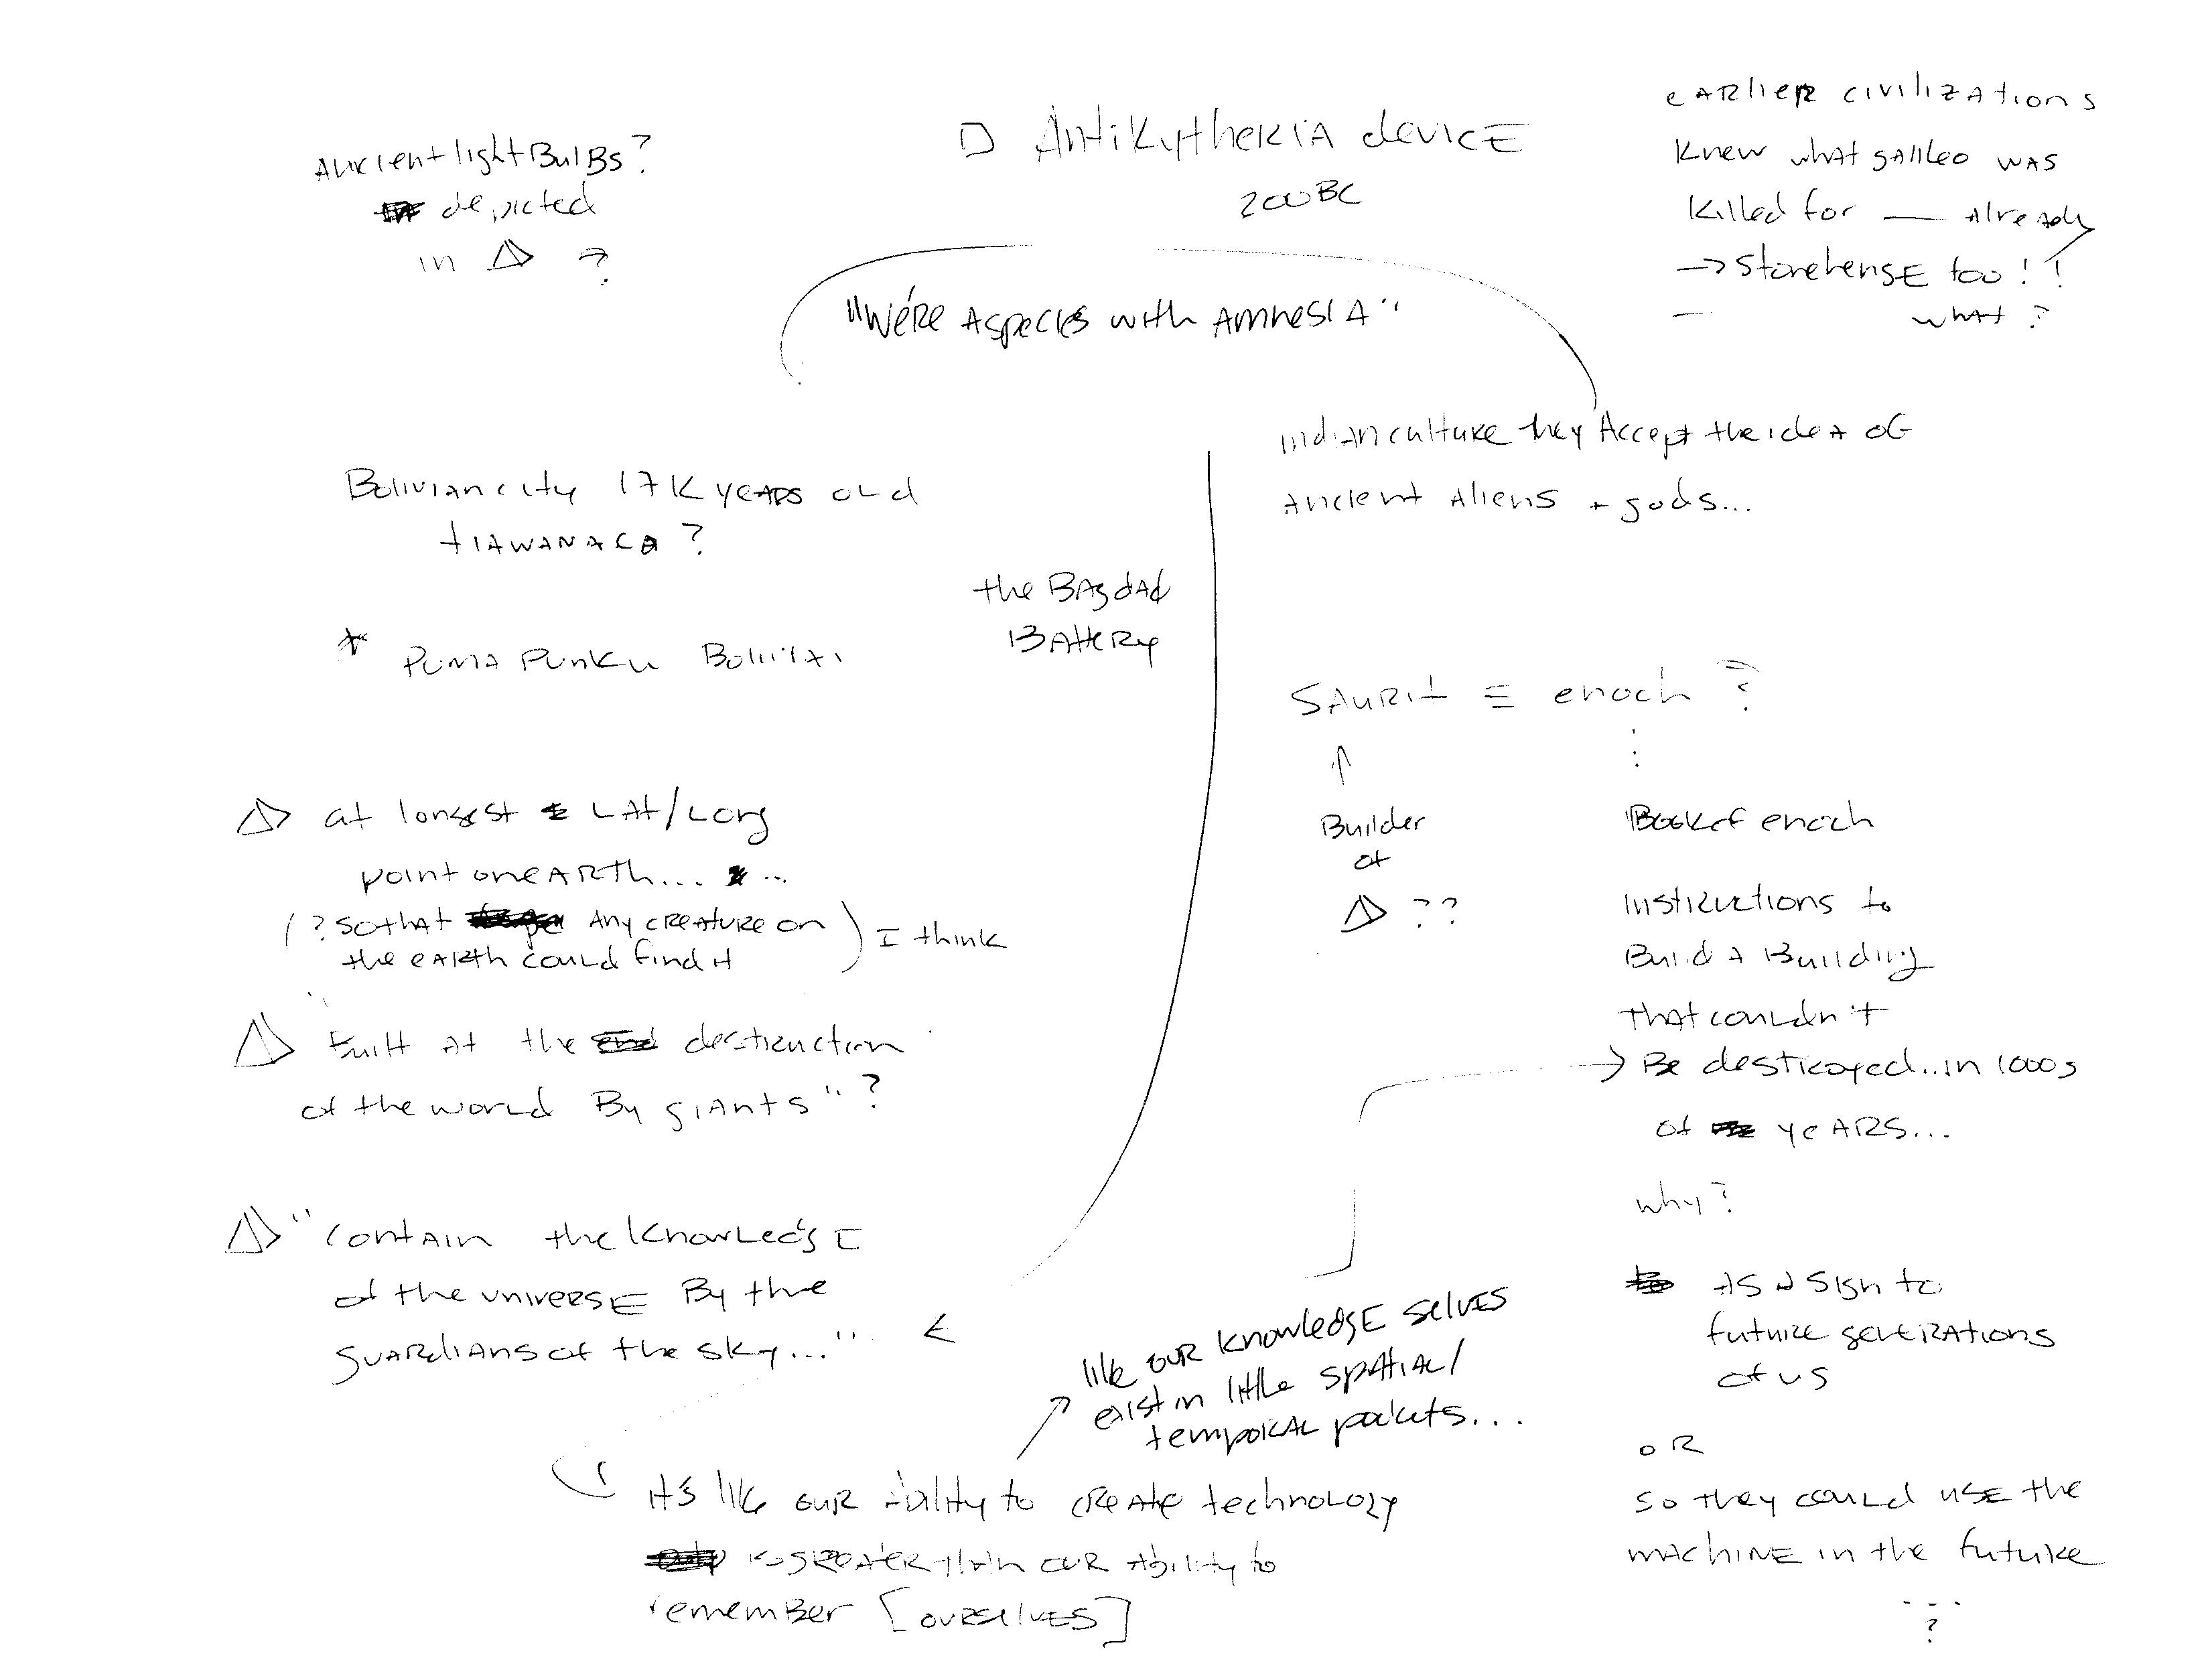 Ancient light Bulbs?
depicted
in △ ?
□ Antikytheria device
200 BC
earlier civilizations
knew what galileo was
killed for — already
→ Stonehenge too!!
— what?
"We're a species with amnesia"
Indian culture they Accept the idea of
ancient aliens + gods...
Bolivian city 17K years old
tiawanaco?
the Bagdad
Battery
* Puma Punku Bolivia.
Saurit = enoch?
↑
Builder
of
△ ??
Book of enoch
Instructions to
Build a Building
that couldn't
→ Be destroyed..in 1000s
of years...
why?
as a sign to
future generations
of us
OR
so they could use the
machine in the future
...
?
△ at longest Lat/Long
point on earth... ...
(? so that any creature on
the earth could find it) I think
△ Built at the destruction
of the world By giants"?
△ "contain the knowledge
of the universe By the
guardians of the sky..." <
like our knowledge selves
exist in little spatial/
temporal pockets...
it's like our ability to create technology
is greater than our ability to
remember [ourselves]